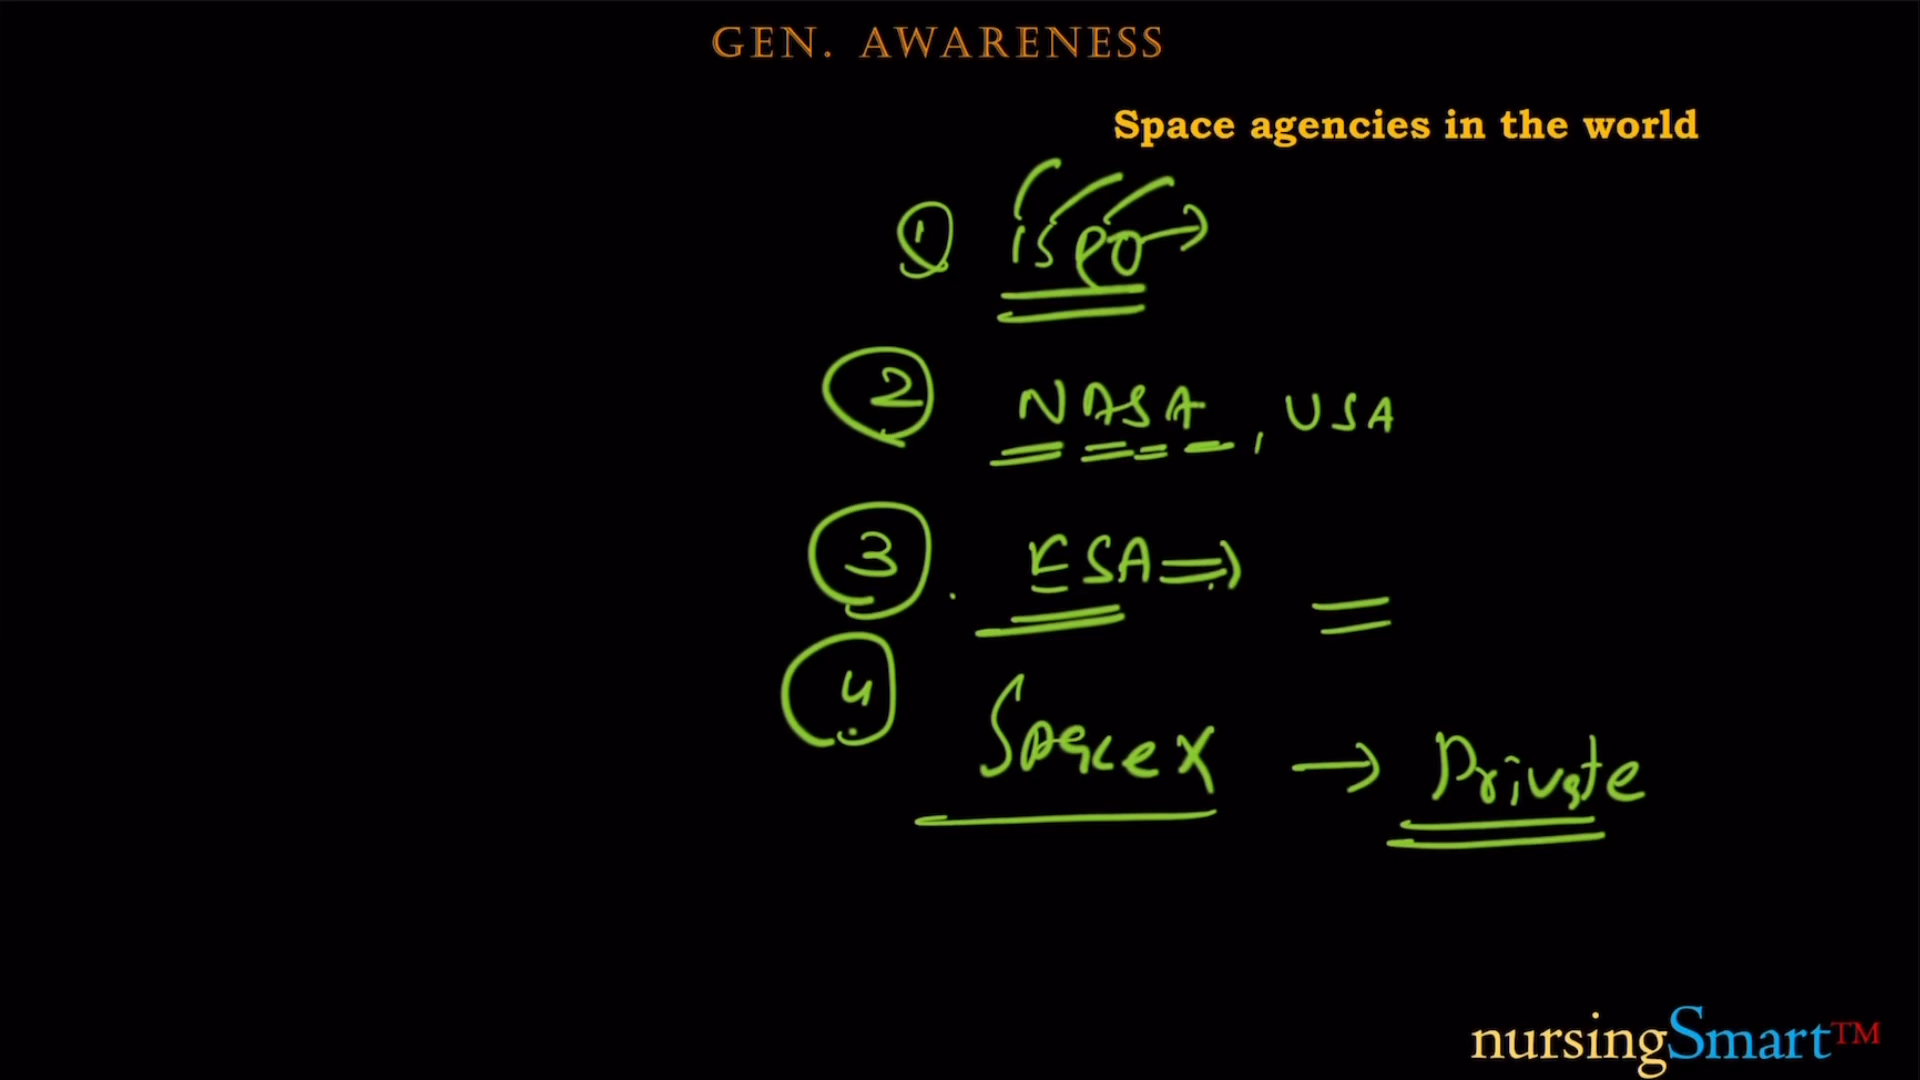 GEN. AWARENESS
Space agencies in the world
1 isro →
2 NASA, USA
3. ESA ⇒
4 SpaceX → Private
nursingSmart™